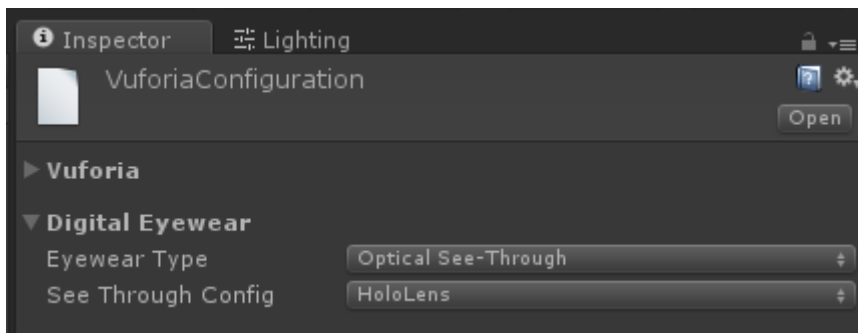 Inspector Lighting
VuforiaConfiguration
Open
Vuforia
Digital Eyewear
Eyewear Type Optical See-Through
See Through Config HoloLens